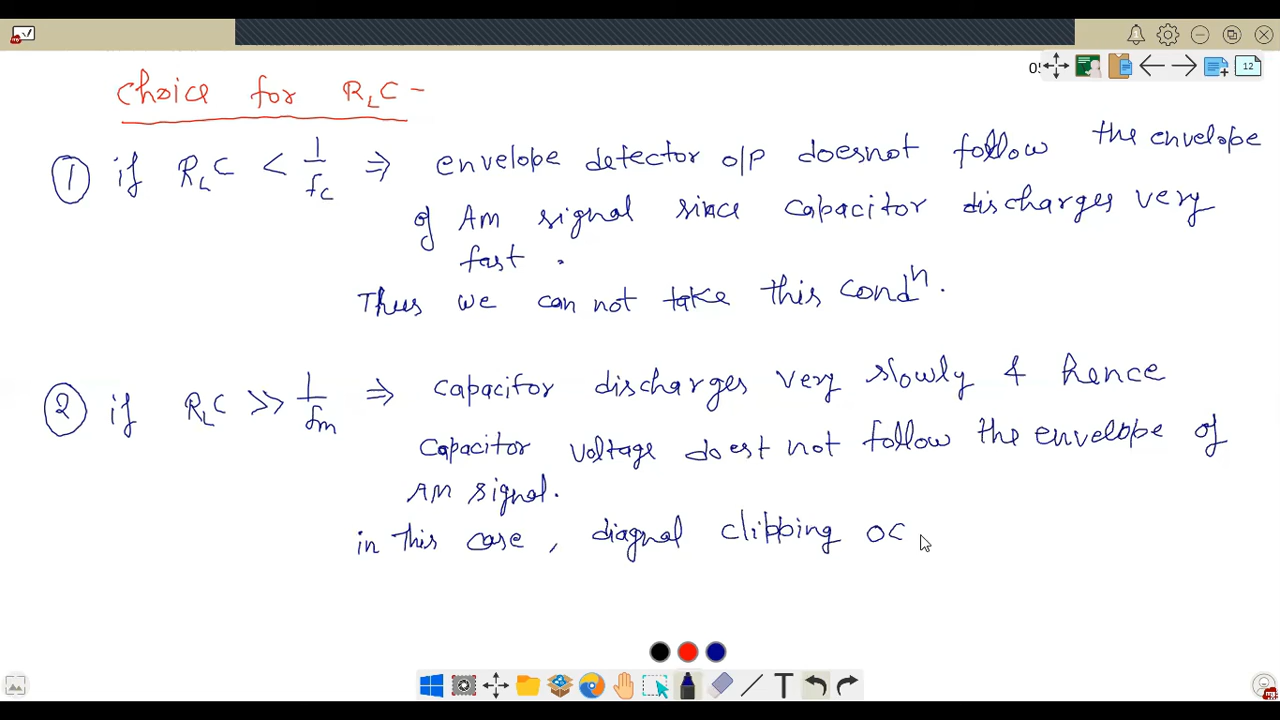 05
12
Choice for RLC -
① if RLC < 1/fc ⇒ envelope detector o/p doesnot follow the envelope
of AM signal since capacitor discharges very
fast .
Thus we can not take this condⁿ.
② if RLC >> 1/fm ⇒ capacitor discharges very slowly & hence
capacitor voltage doest not follow the envelope of
AM signal.
in this case , diagnal clipping oc
T